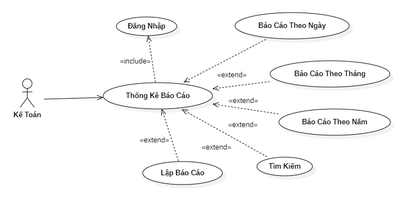 Đăng Nhập
Báo Cáo Theo Ngày
«include»
«extend»
Báo Cáo Theo Tháng
Thống Kê Báo Cáo
«extend»
Kế Toán
Báo Cáo Theo Năm
«extend»
«extend»
«extend»
Lập Báo Cáo
Tìm Kiếm